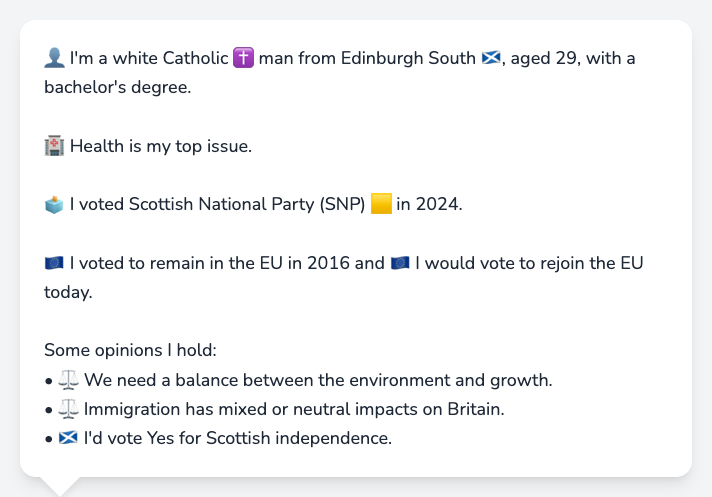 👤 I'm a white Catholic ✝️ man from Edinburgh South 🏴󠁧󠁢󠁳󠁣󠁴󠁿, aged 29, with a
bachelor's degree.
🏥 Health is my top issue.
🗳️ I voted Scottish National Party (SNP) 🟨 in 2024.
🇪🇺 I voted to remain in the EU in 2016 and 🇪🇺 I would vote to rejoin the EU
today.
Some opinions I hold:
• ⚖️ We need a balance between the environment and growth.
• ⚖️ Immigration has mixed or neutral impacts on Britain.
• 🏴󠁧󠁢󠁳󠁣󠁴󠁿 I'd vote Yes for Scottish independence.